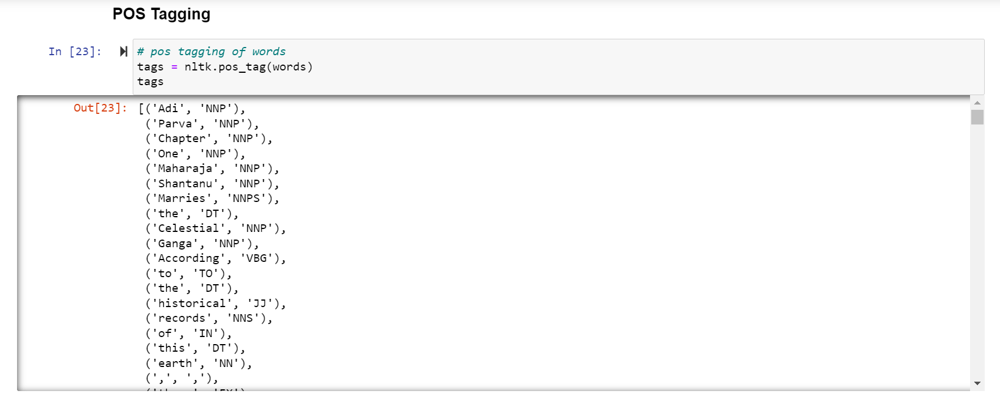 POS Tagging
In [23]:
# pos tagging of words
tags = nltk.pos_tag(words)
tags
Out[23]: [('Adi', 'NNP'),
('Parva', 'NNP'),
('Chapter', 'NNP'),
('One', 'NNP'),
('Maharaja', 'NNP'),
('Shantanu', 'NNP'),
('Marries', 'NNPS'),
('the', 'DT'),
('Celestial', 'NNP'),
('Ganga', 'NNP'),
('According', 'VBG'),
('to', 'TO'),
('the', 'DT'),
('historical', 'JJ'),
('records', 'NNS'),
('of', 'IN'),
('this', 'DT'),
('earth', 'NN'),
(',', ','),